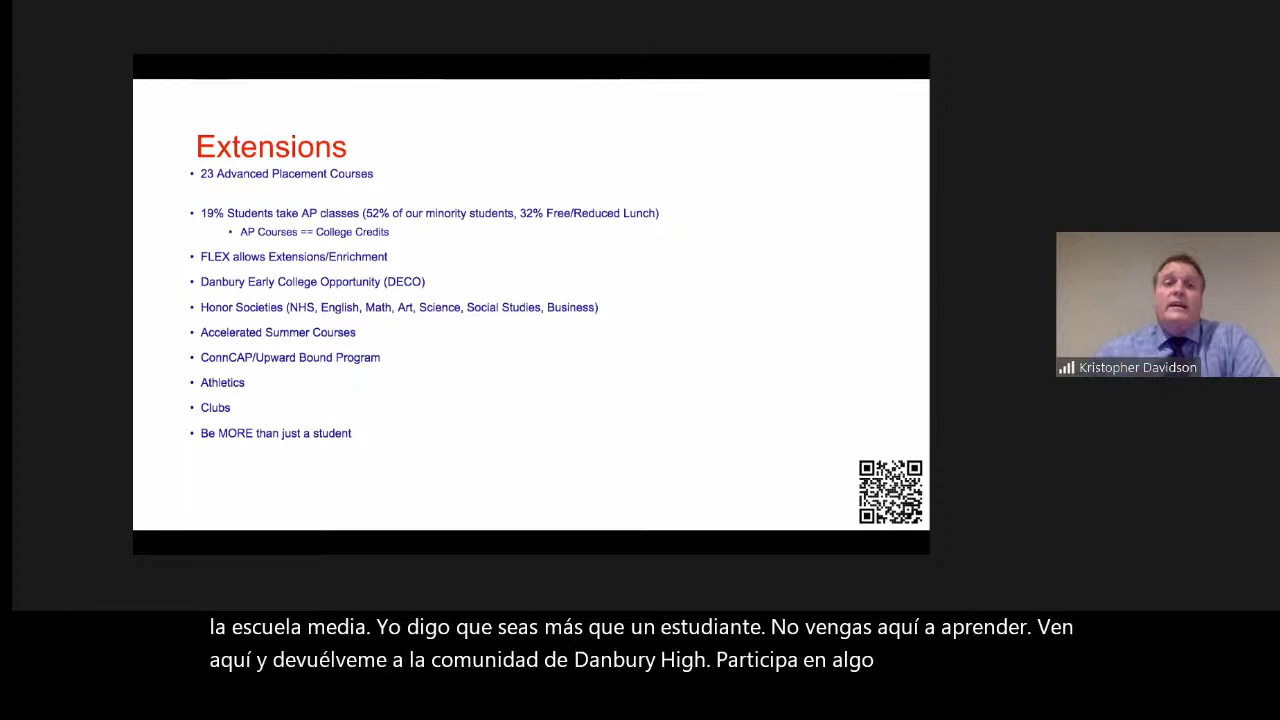 Extensions
• 23 Advanced Placement Courses
• 19% Students take AP classes (52% of our minority students, 32% Free/Reduced Lunch)
• AP Courses == College Credits
• FLEX allows Extensions/Enrichment
• Danbury Early College Opportunity (DECO)
• Honor Societies (NHS, English, Math, Art, Science, Social Studies, Business)
• Accelerated Summer Courses
• ConnCAP/Upward Bound Program
• Athletics
• Clubs
• Be MORE than just a student
Kristopher Davidson
la escuela media. Yo digo que seas más que un estudiante. No vengas aquí a aprender. Ven
aquí y devuélveme a la comunidad de Danbury High. Participa en algo